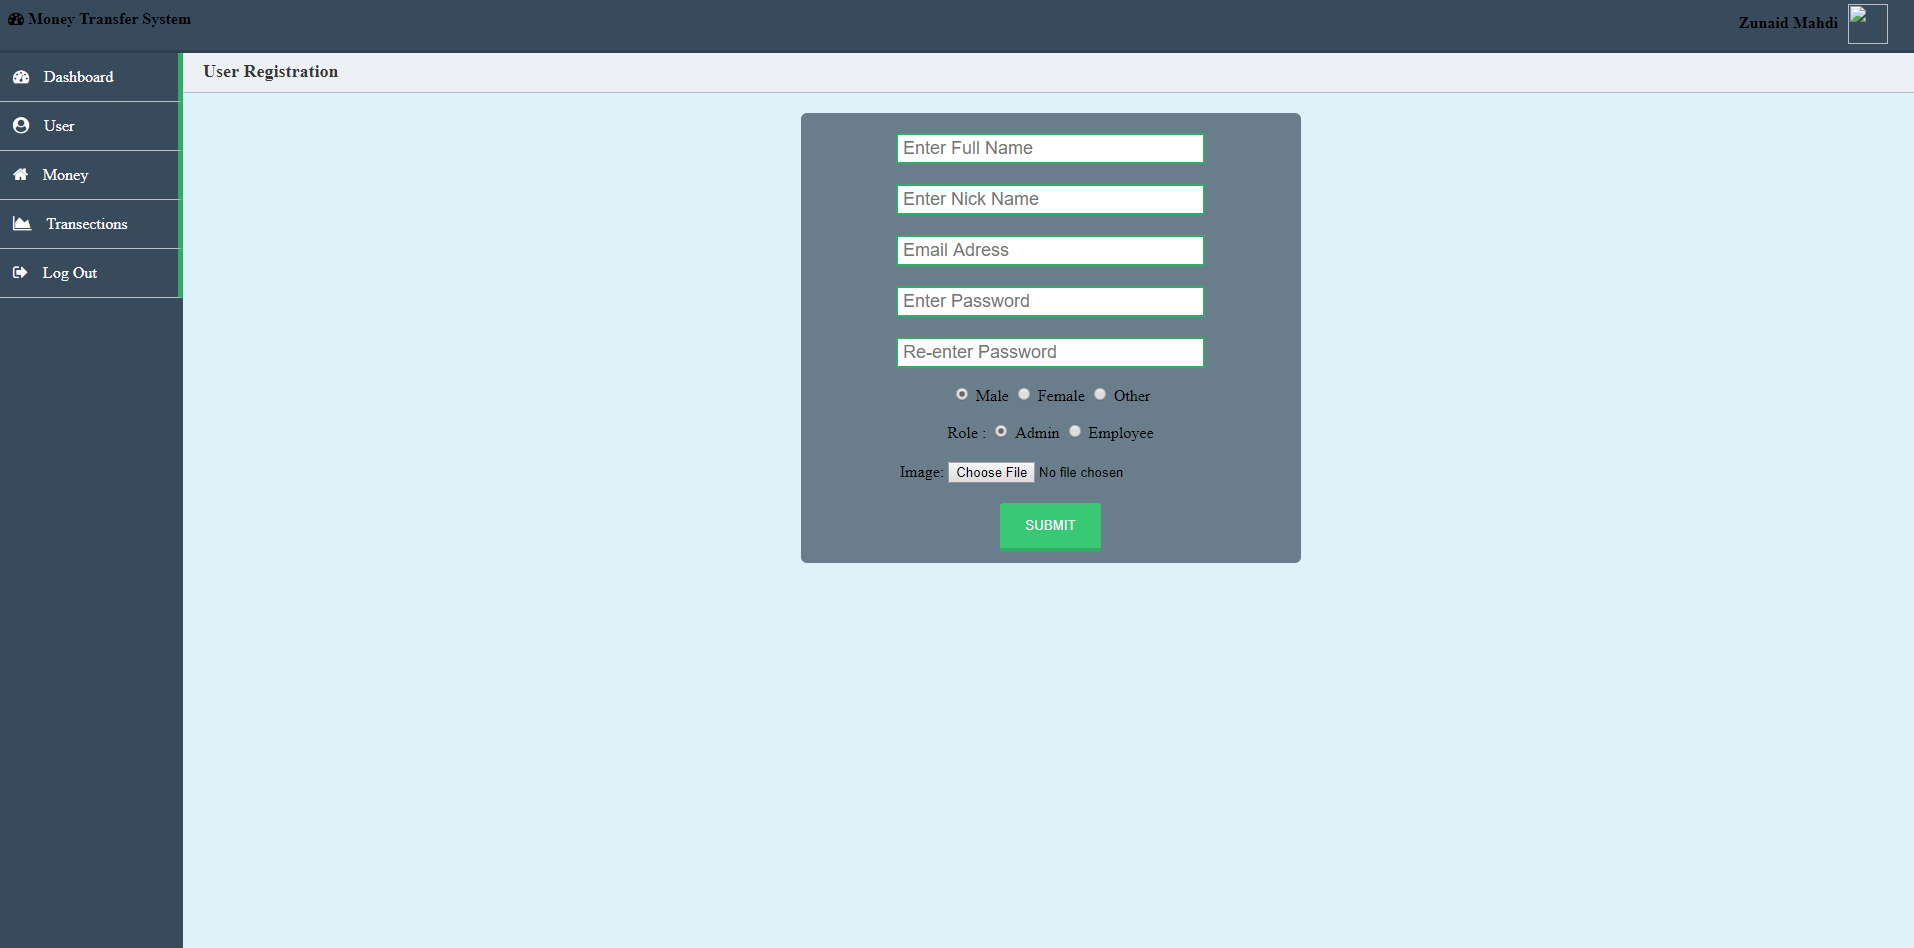 Money Transfer System
Zunaid Mahdi
Dashboard
User
Money
Transections
Log Out
User Registration
Enter Full Name
Enter Nick Name
Email Adress
Enter Password
Re-enter Password
Male Female Other
Role : Admin Employee
Image: Choose File No file chosen
SUBMIT